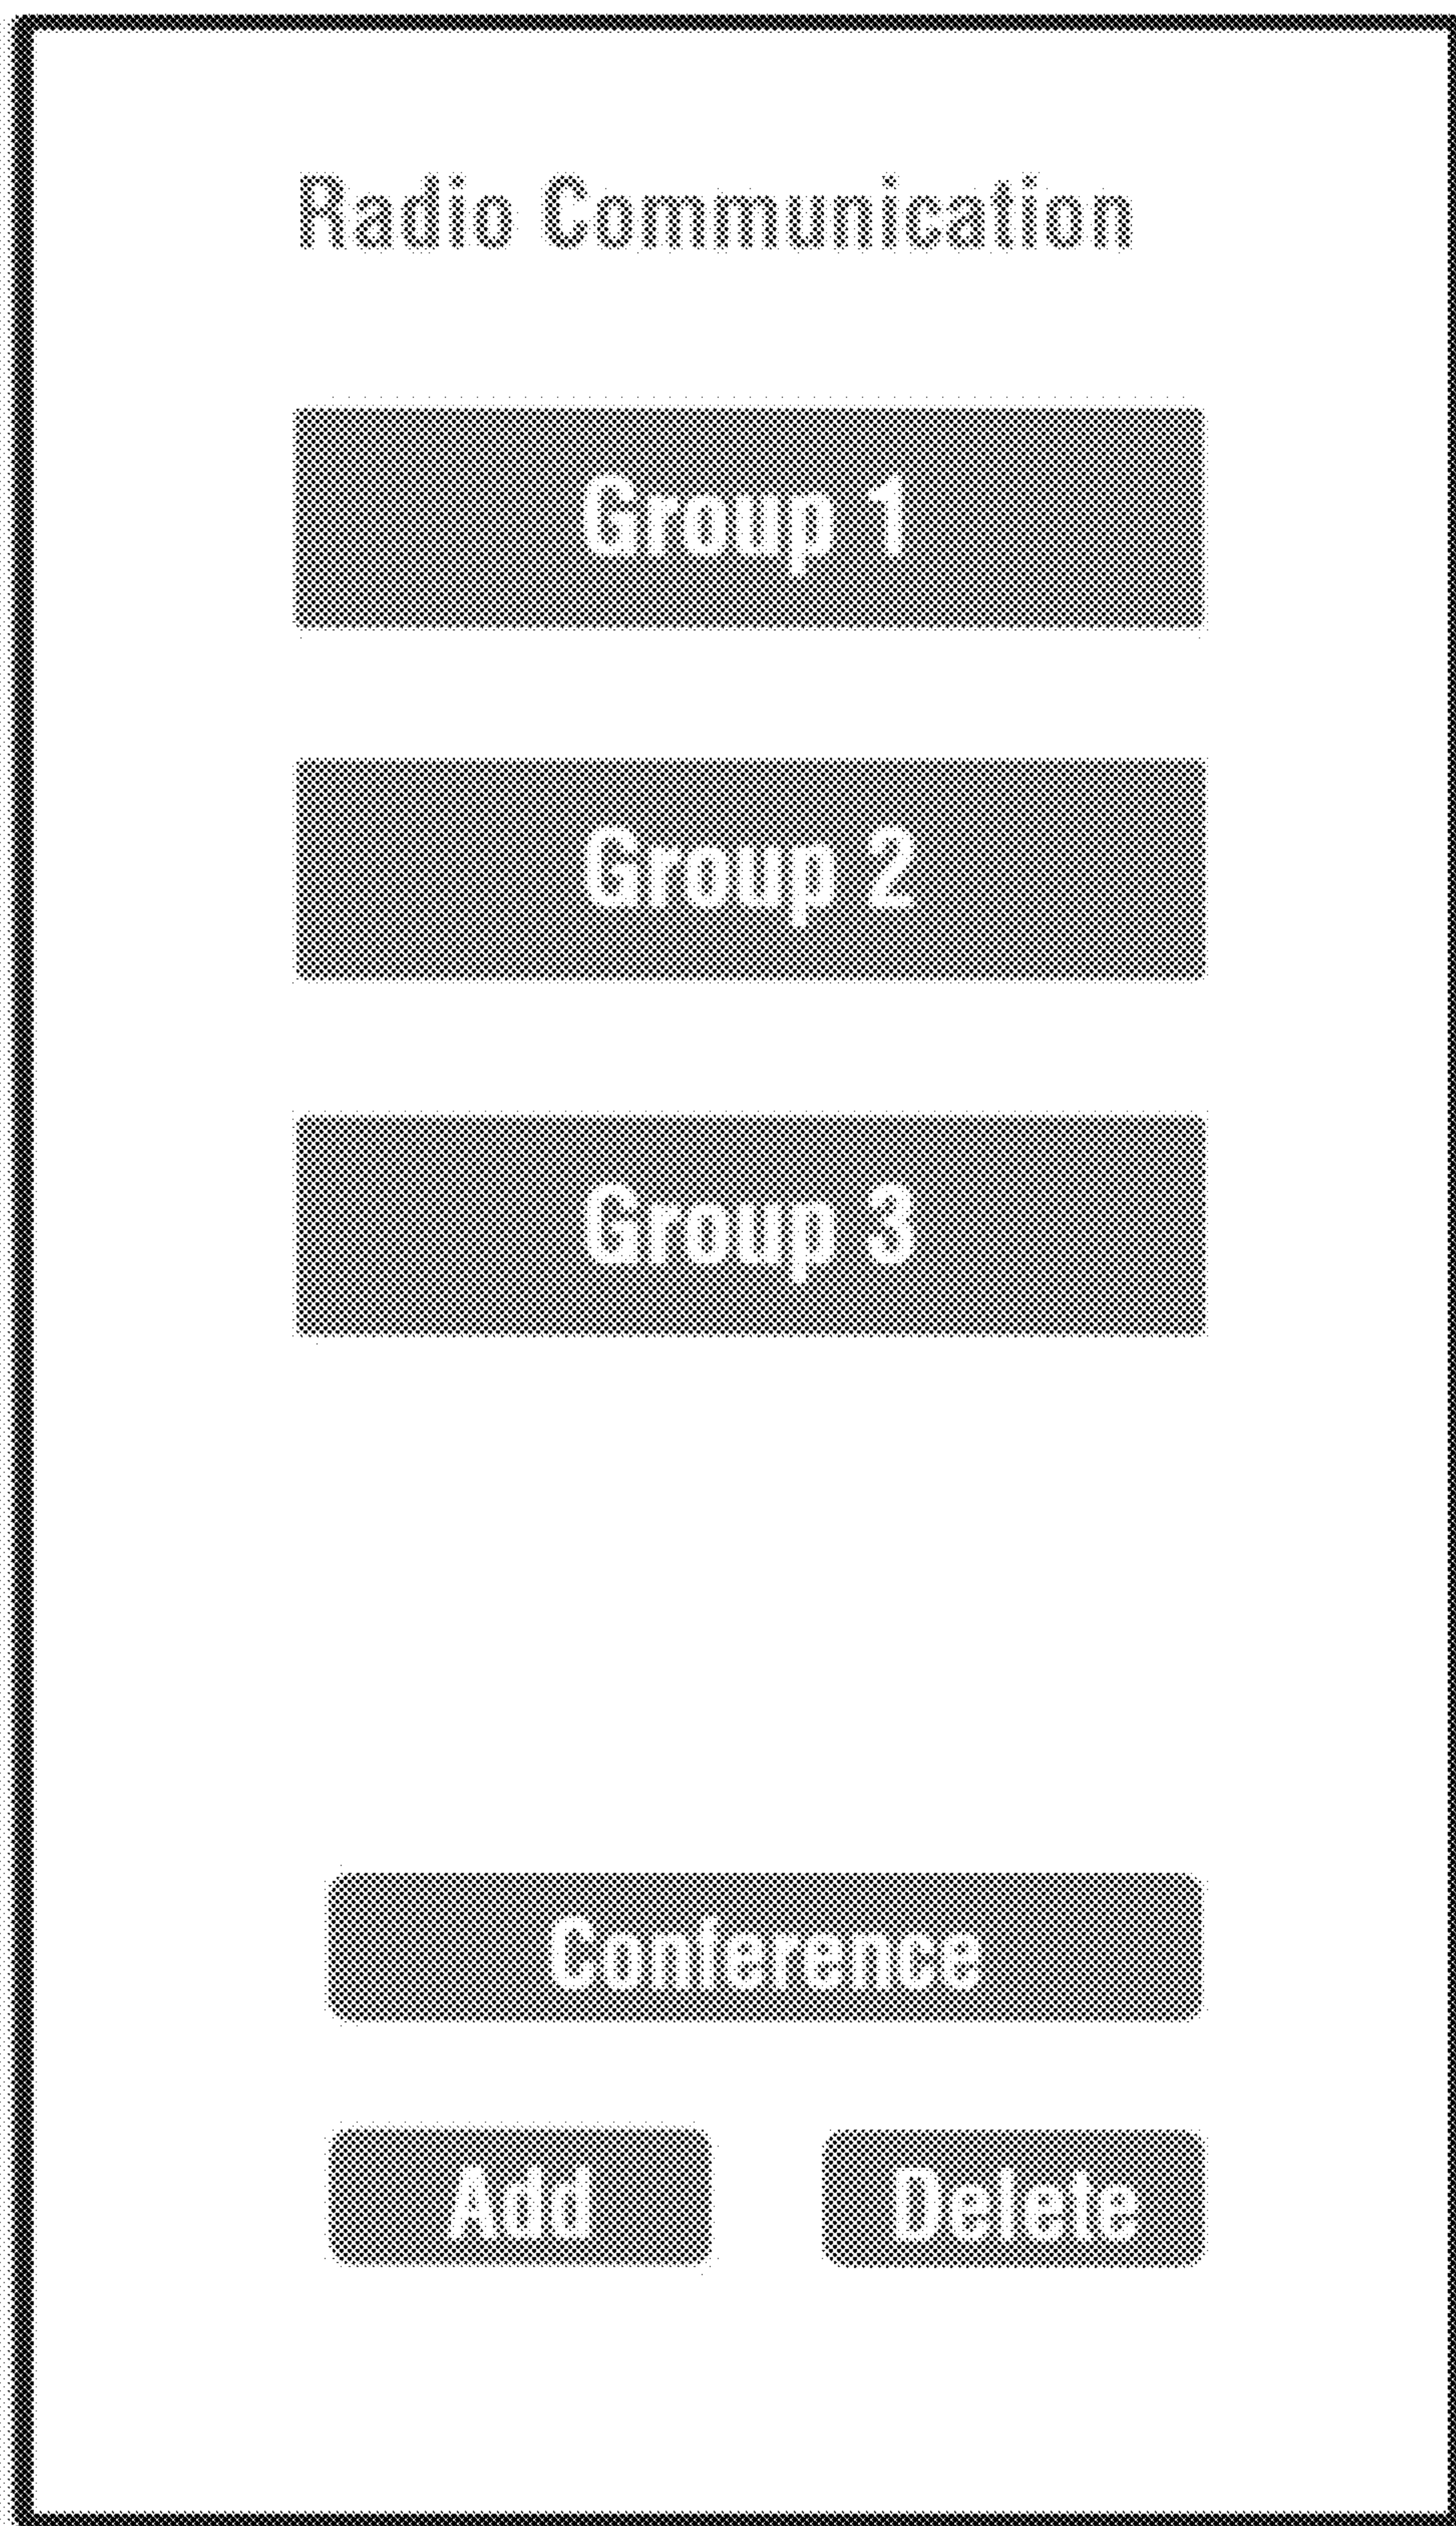 Radio Communication
Group 1
Group 2
Group 3
Conference
Add
Delete